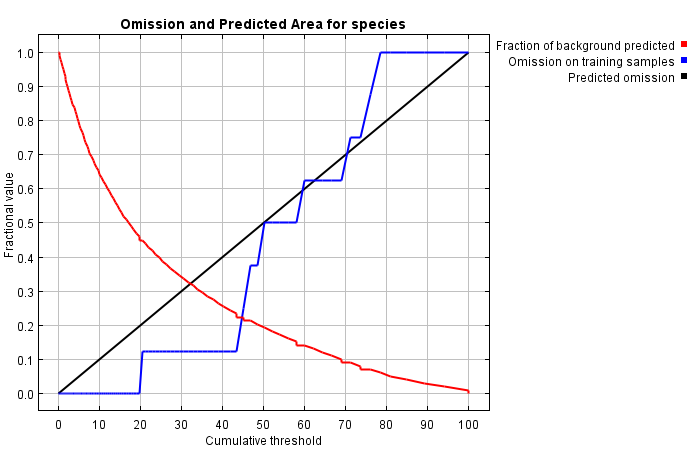 Omission and Predicted Area for species
Fraction of background predicted
Omission on training samples
Predicted omission
Fractional value
1.0
0.9
0.8
0.7
0.6
0.5
0.4
0.3
0.2
0.1
0.0
0 10 20 30 40 50 60 70 80 90 100
Cumulative threshold